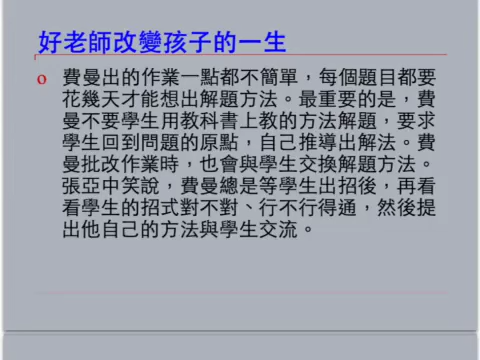 好老師改變孩子的一生
費曼出的作業一點都不簡單，每個題目都要
花幾天才能想出解題方法。最重要的是，費
曼不要學生用教科書上教的方法解題，要求
學生回到問題的原點，自己推導出解法。費
曼批改作業時，也會與學生交換解題方法。
張亞中笑說，費曼總是等學生出招後，再看
看學生的招式對不對、行不行得通，然後提
出他自己的方法與學生交流。